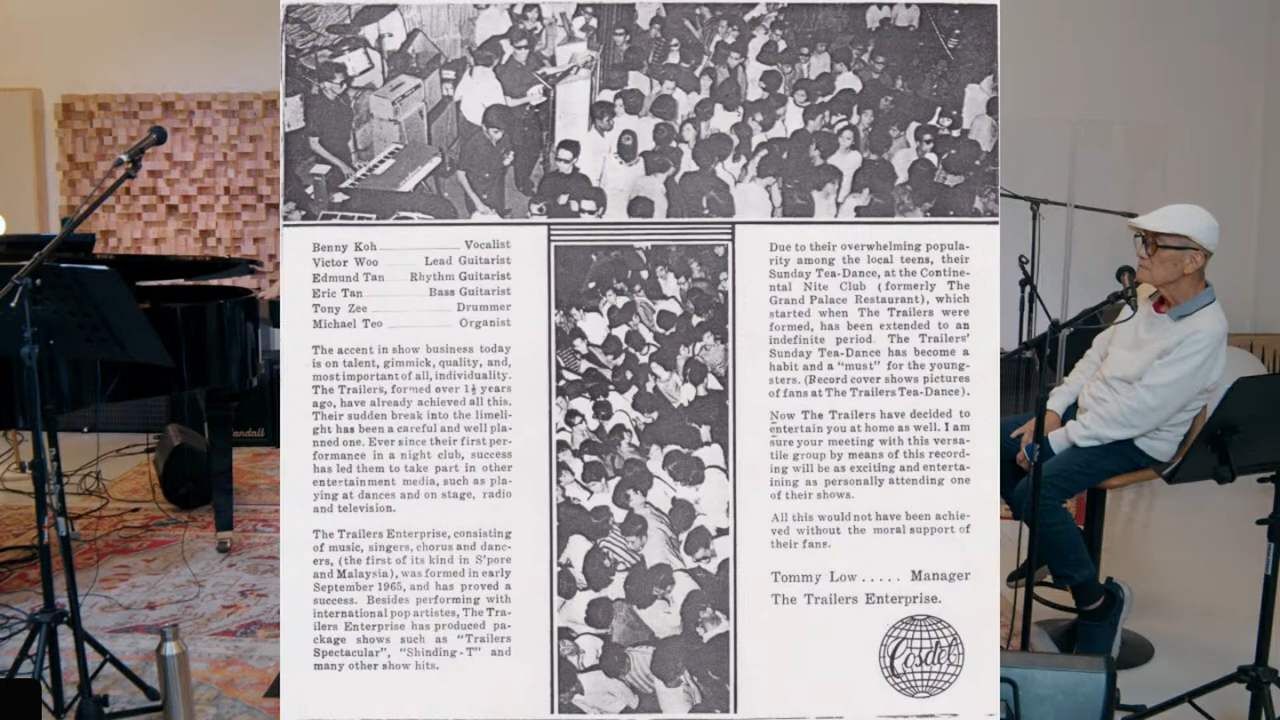 Benny Koh Vocalist
Victor Woo Lead Guitarist
Edmund Tan Rhythm Guitarist
Eric Tan Bass Guitarist
Tony Zee Drummer
Michael Teo Organist
The accent in show business today
is on talent, gimmick, quality, and,
most important of all, individuality.
The Trailers, formed over 1½ years
ago, have already achieved all this.
Their sudden break into the limeli-
ght has been a careful and well pla-
nned one. Ever since their first per-
formance in a night club, success
has led them to take part in other
entertainment media, such as pla-
ying at dances and on stage, radio
and television.
The Trailers Enterprise, consisting
of music, singers, chorus and danc-
ers, (the first of its kind in S'pore
and Malaysia), was formed in early
September 1965, and has proved a
success. Besides performing with
international pop artistes, The Tra-
ilers Enterprise has produced pa-
ckage shows such as "Trailers
Spectacular", "Shinding-T" and
many other show hits.
Due to their overwhelming popula-
rity among the local teens, their
Sunday Tea-Dance, at the Contine-
ntal Nite Club (formerly The
Grand Palace Restaurant), which
started when The Trailers were
formed, has been extended to an
indefinite period. The Trailers'
Sunday Tea-Dance has become a
habit and a "must" for the young-
sters. (Record cover shows pictures
of fans at The Trailers Tea-Dance).
Now The Trailers have decided to
entertain you at home as well. I am
sure your meeting with this versa-
tile group by means of this record-
ing will be as exciting and enterta-
ining as personally attending one
of their shows.
All this would not have been achie-
ved without the moral support of
their fans.
Tommy Low ..... Manager
The Trailers Enterprise.
Cosdel
Randall